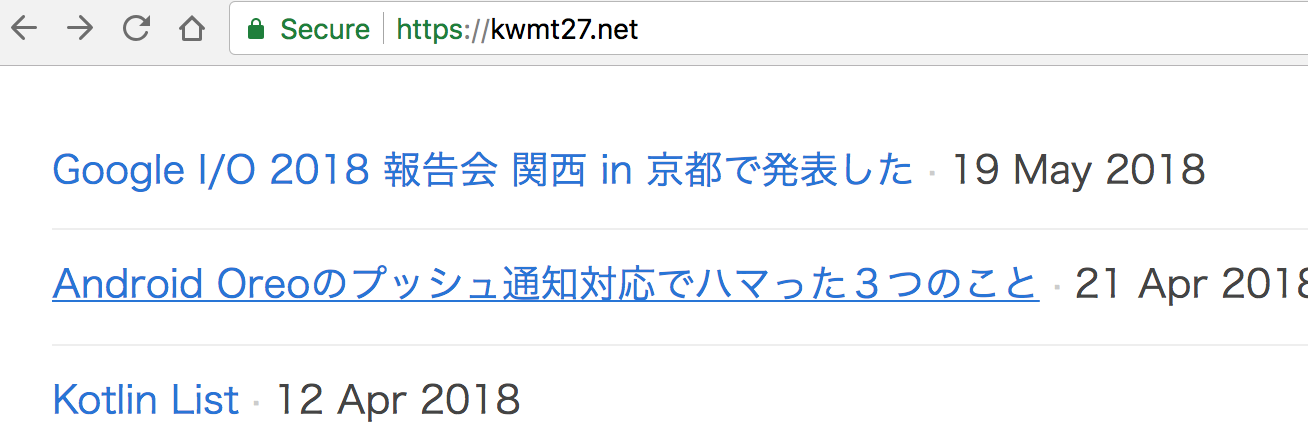 Secure https://kwmt27.net
Google I/O 2018 報告会 関西 in 京都で発表した · 19 May 2018
Android Oreoのプッシュ通知対応でハマった３つのこと · 21 Apr 2018
Kotlin List · 12 Apr 2018